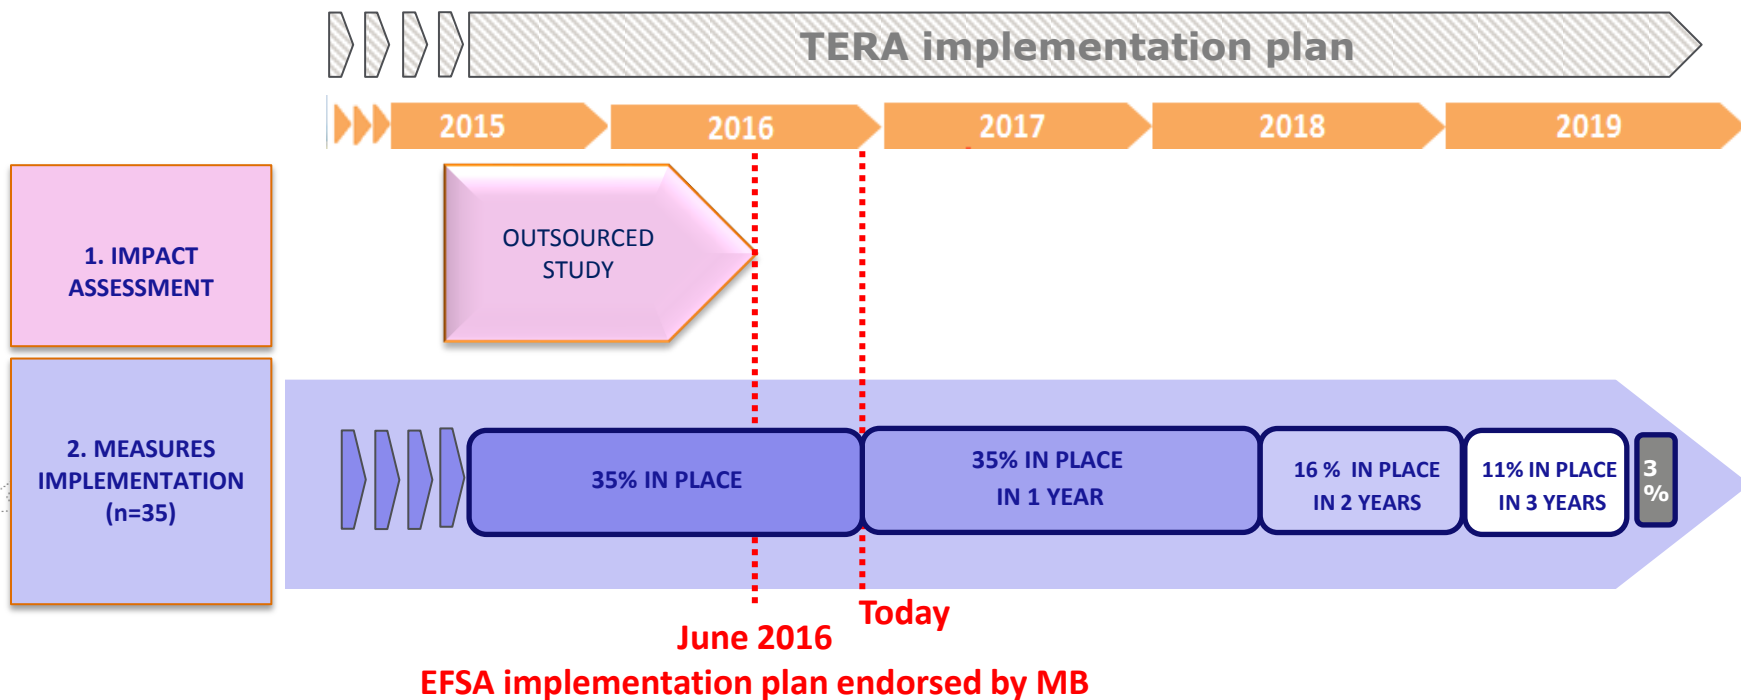 TERA implementation plan
2015 2016 2017 2018 2019
1. IMPACT
ASSESSMENT
OUTSOURCED
STUDY
2. MEASURES
IMPLEMENTATION
(n=35)
35% IN PLACE
35% IN PLACE
IN 1 YEAR
16 % IN PLACE
IN 2 YEARS
11% IN PLACE
IN 3 YEARS
3
%
Today
June 2016
EFSA implementation plan endorsed by MB